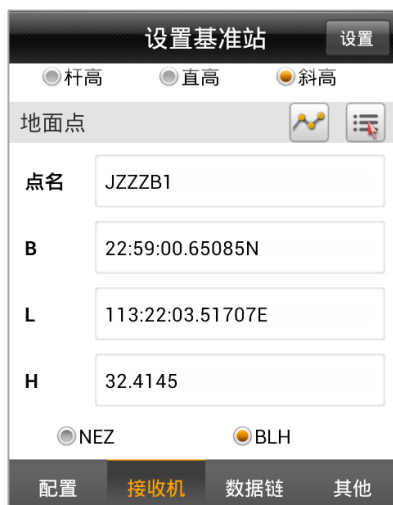 设置基准站 设置
杆高 直高 斜高
地面点
点名 JZZZB1
B 22:59:00.65085N
L 113:22:03.51707E
H 32.4145
NEZ BLH
配置 接收机 数据链 其他